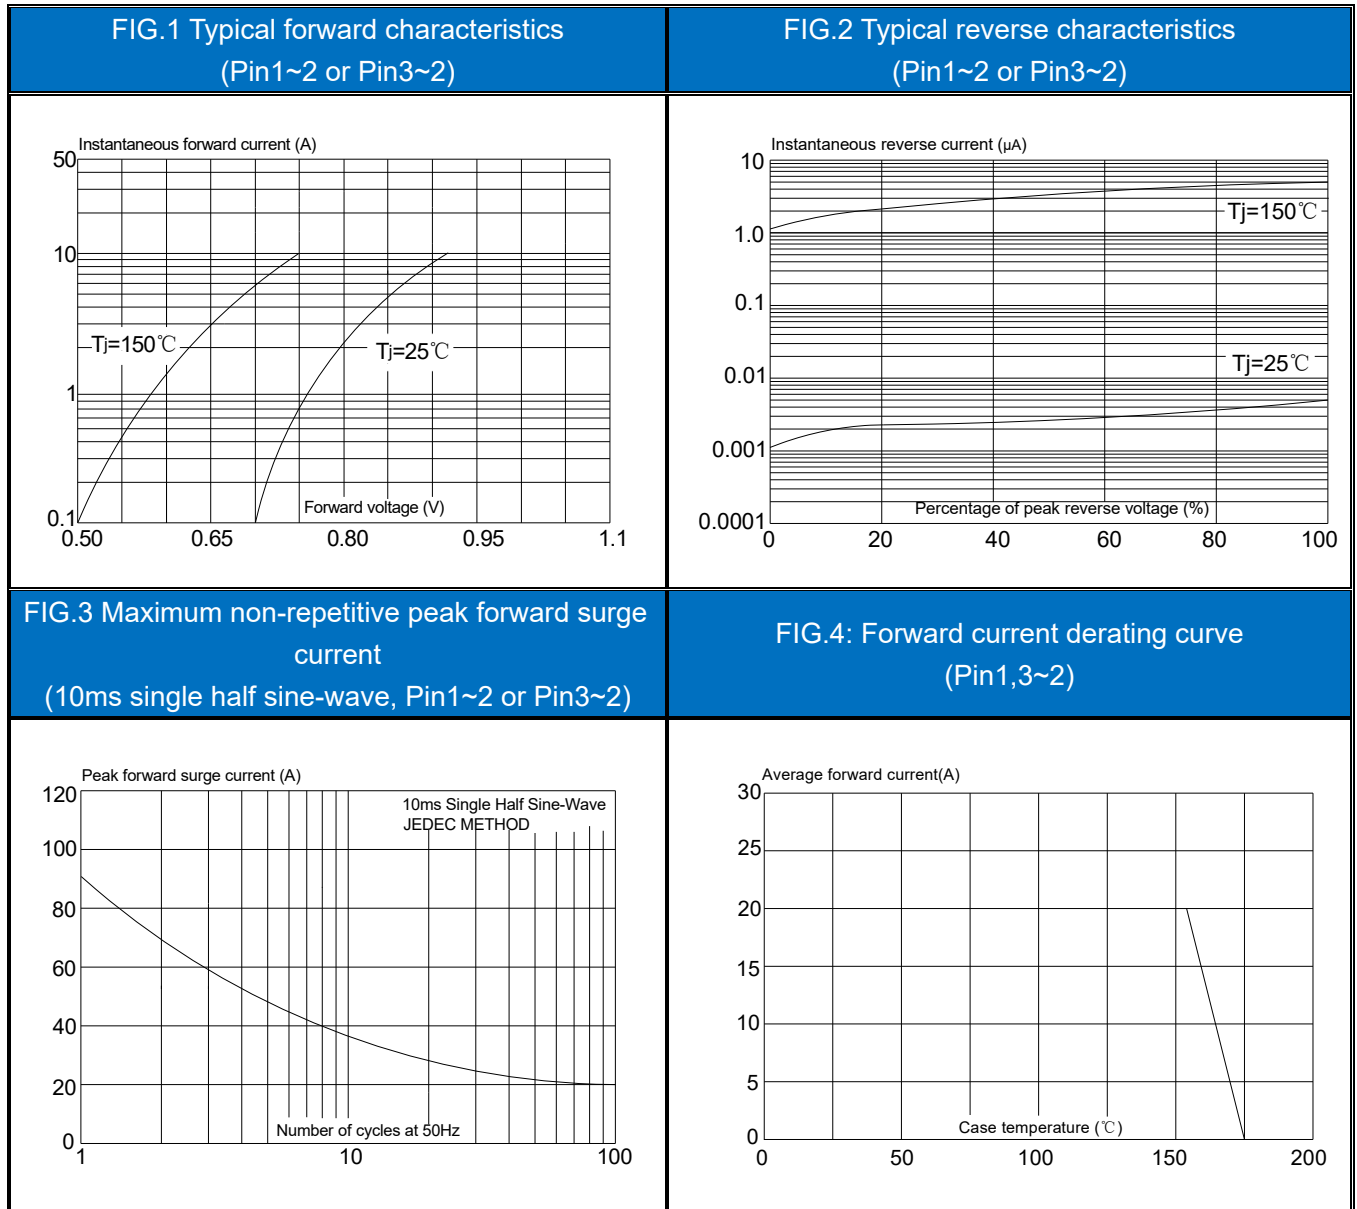 FIG.1 Typical forward characteristics
(Pin1~2 or Pin3~2)
FIG.2 Typical reverse characteristics
(Pin1~2 or Pin3~2)
Instantaneous forward current (A)
50
10
1
0.1
Tj=150℃
Tj=25℃
Forward voltage (V)
0.50 0.65 0.80 0.95 1.1
Instantaneous reverse current (μA)
10
1.0
0.1
0.01
0.001
0.0001
Tj=150℃
Tj=25℃
Percentage of peak reverse voltage (%)
0 20 40 60 80 100
FIG.3 Maximum non-repetitive peak forward surge
current
(10ms single half sine-wave, Pin1~2 or Pin3~2)
FIG.4: Forward current derating curve
(Pin1,3~2)
Peak forward surge current (A)
120
100
80
60
40
20
0
10ms Single Half Sine-Wave
JEDEC METHOD
Number of cycles at 50Hz
1 10 100
Average forward current(A)
30
25
20
15
10
5
0
Case temperature (℃)
0 50 100 150 200